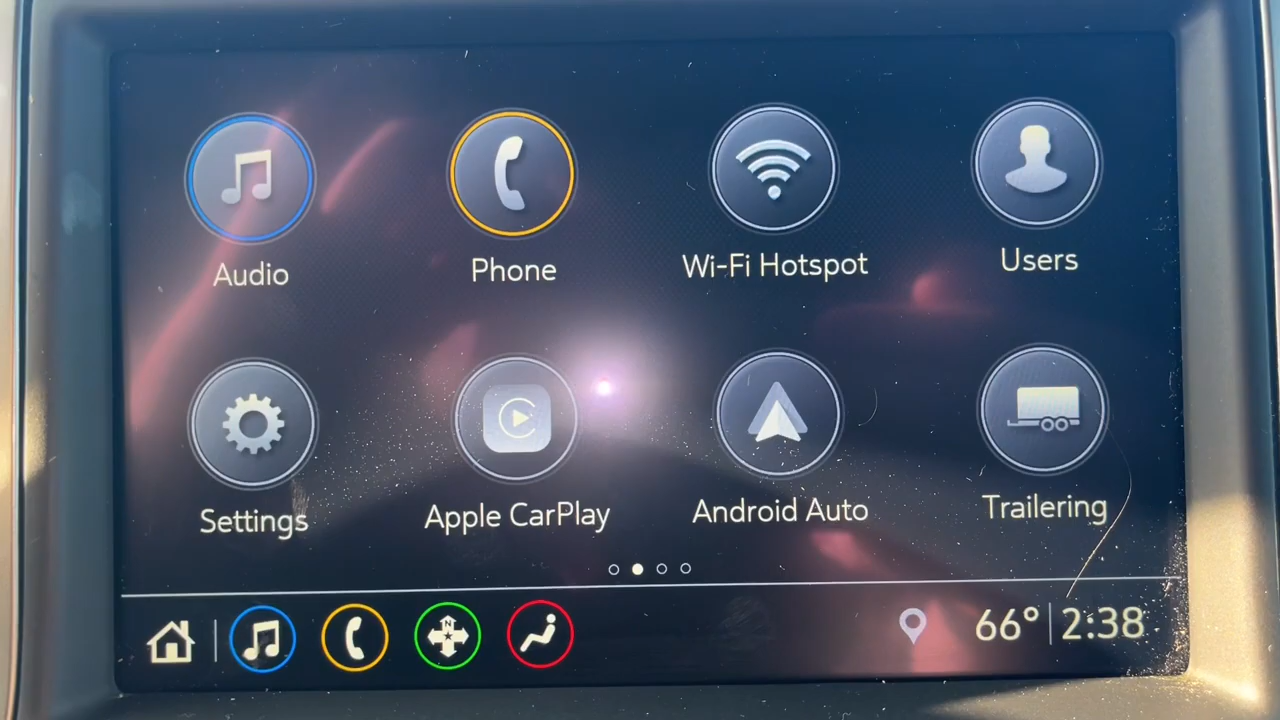 Audio
Phone
Wi-Fi Hotspot
Users
Settings
Apple CarPlay
Android Auto
Trailering
N
66° 2:38